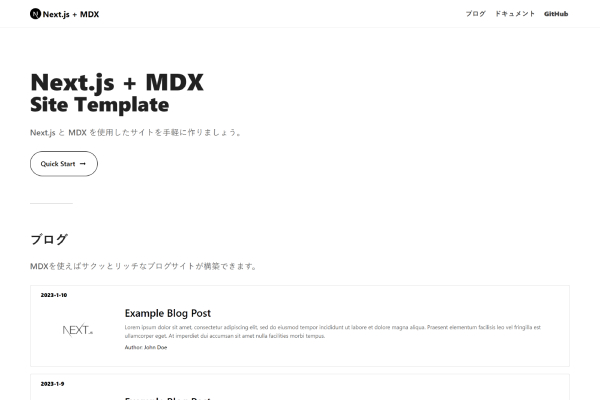 Next.js + MDX
ブログ ドキュメント GitHub
Next.js + MDX
Site Template
Next.js と MDX を使用したサイトを手軽に作りましょう。
Quick Start →
ブログ
MDXを使えばサクッとリッチなブログサイトが構築できます。
2023-1-10
NEXT.JS
Example Blog Post
Lorem ipsum dolor sit amet, consectetur adipiscing elit, sed do eiusmod tempor incididunt ut labore et dolore magna aliqua. Praesent elementum facilisis leo vel fringilla est
ullamcorper eget. At imperdiet dui accumsan sit amet nulla facilities morbi tempus.
Author: John Doe
2023-1-9
Example Blog Post